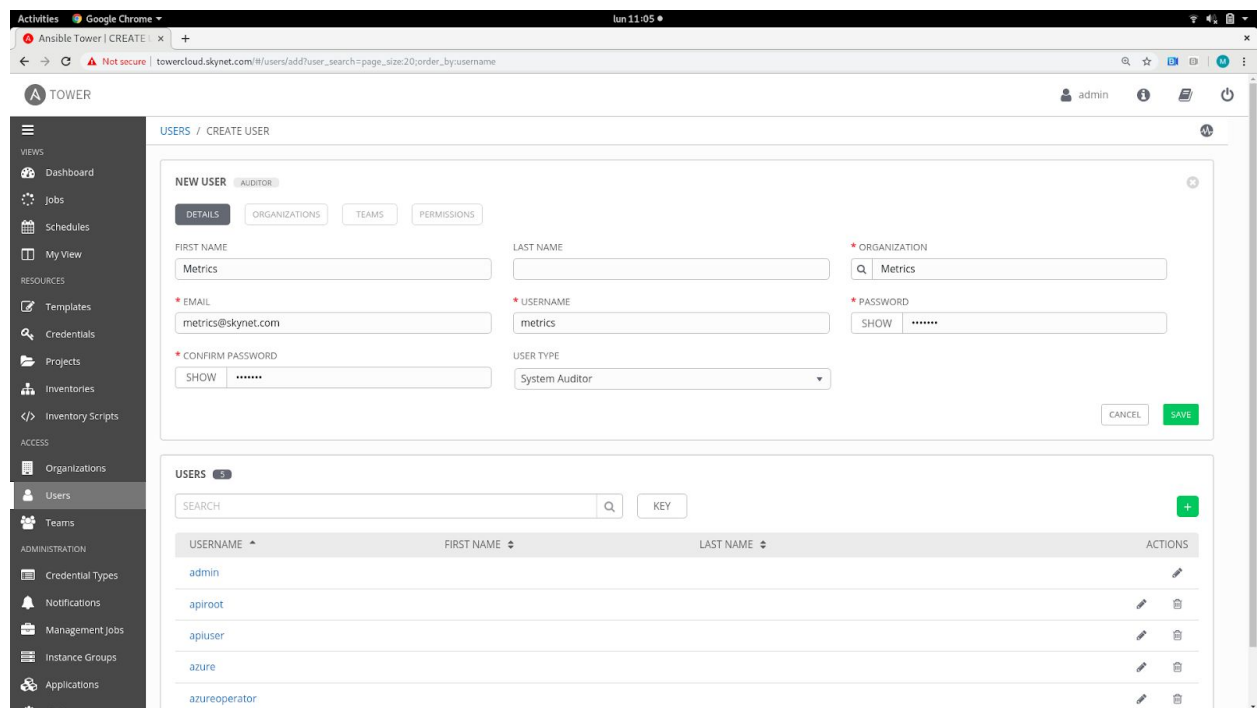 Activities Google Chrome lun 11:05
Ansible Tower | CREATE
Not secure | towercloud.skynet.com/#/users/add?user_search=page_size:20;order_by:username
TOWER admin
USERS / CREATE USER
VIEWS
Dashboard
Jobs
Schedules
My View
RESOURCES
Templates
Credentials
Projects
Inventories
Inventory Scripts
ACCESS
Organizations
Users
Teams
ADMINISTRATION
Credential Types
Notifications
Management Jobs
Instance Groups
Applications
NEW USER AUDITOR
DETAILS ORGANIZATIONS TEAMS PERMISSIONS
FIRST NAME LAST NAME * ORGANIZATION
Metrics Metrics
* EMAIL * USERNAME * PASSWORD
metrics@skynet.com metrics SHOW •••••••
* CONFIRM PASSWORD USER TYPE
SHOW ••••••• System Auditor
CANCEL SAVE
USERS 5
SEARCH KEY
USERNAME FIRST NAME LAST NAME ACTIONS
admin
apiroot
apiuser
azure
azureoperator